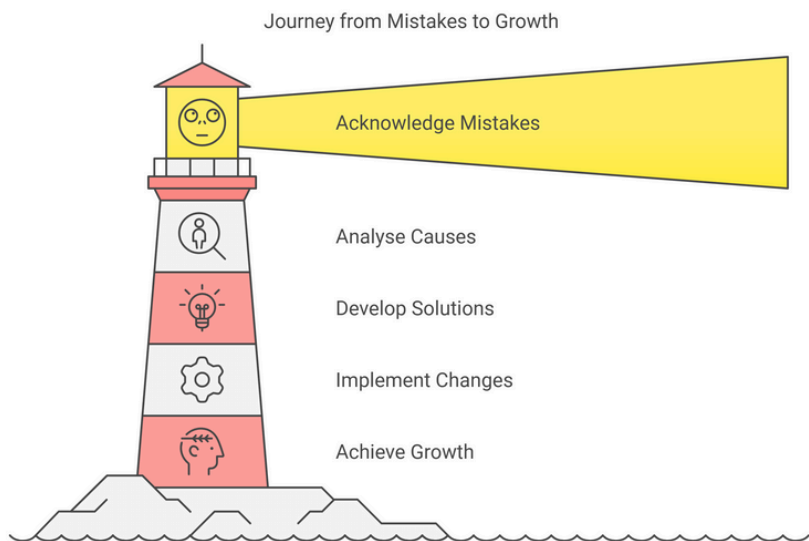 Journey from Mistakes to Growth
Acknowledge Mistakes
Analyse Causes
Develop Solutions
Implement Changes
Achieve Growth